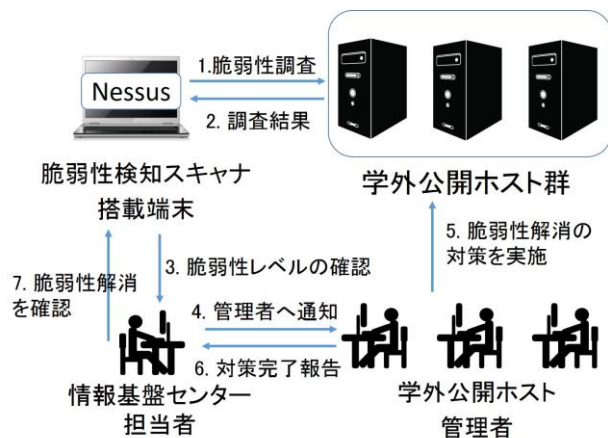 Nessus
1.脆弱性調査
2. 調査結果
脆弱性検知スキャナ
搭載端末
学外公開ホスト群
5. 脆弱性解消の
対策を実施
3. 脆弱性レベルの確認
7. 脆弱性解消
を確認
4. 管理者へ通知
6. 対策完了報告
情報基盤センター
担当者
学外公開ホスト
管理者